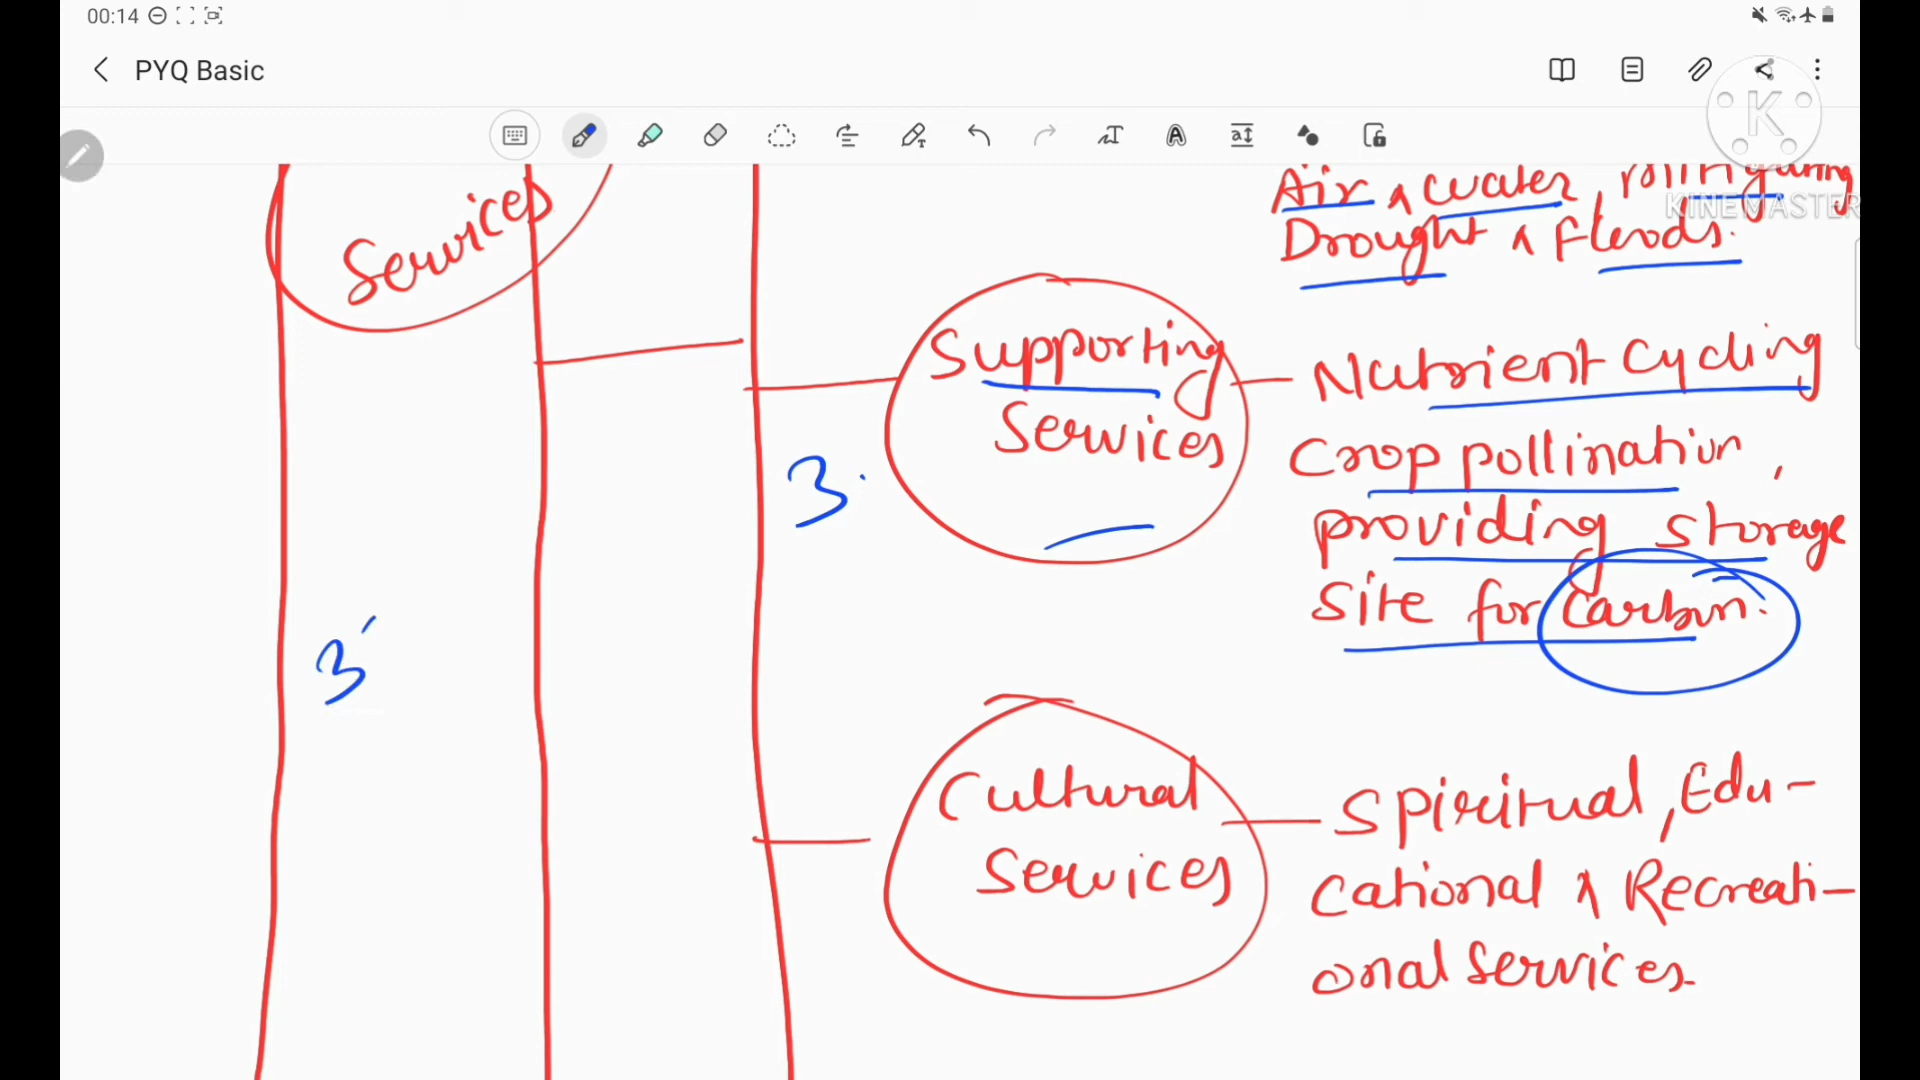 00:14
PYQ Basic
K
KINEMASTER
Services
Air & water,
Drought & floods.
Supporting
Services
Nutrient Cycling
Crop pollination,
providing storage
site for Carbon.
3.
3
Cultural
Services
Spiritual, Edu-
cational & Recreati-
onal Services.